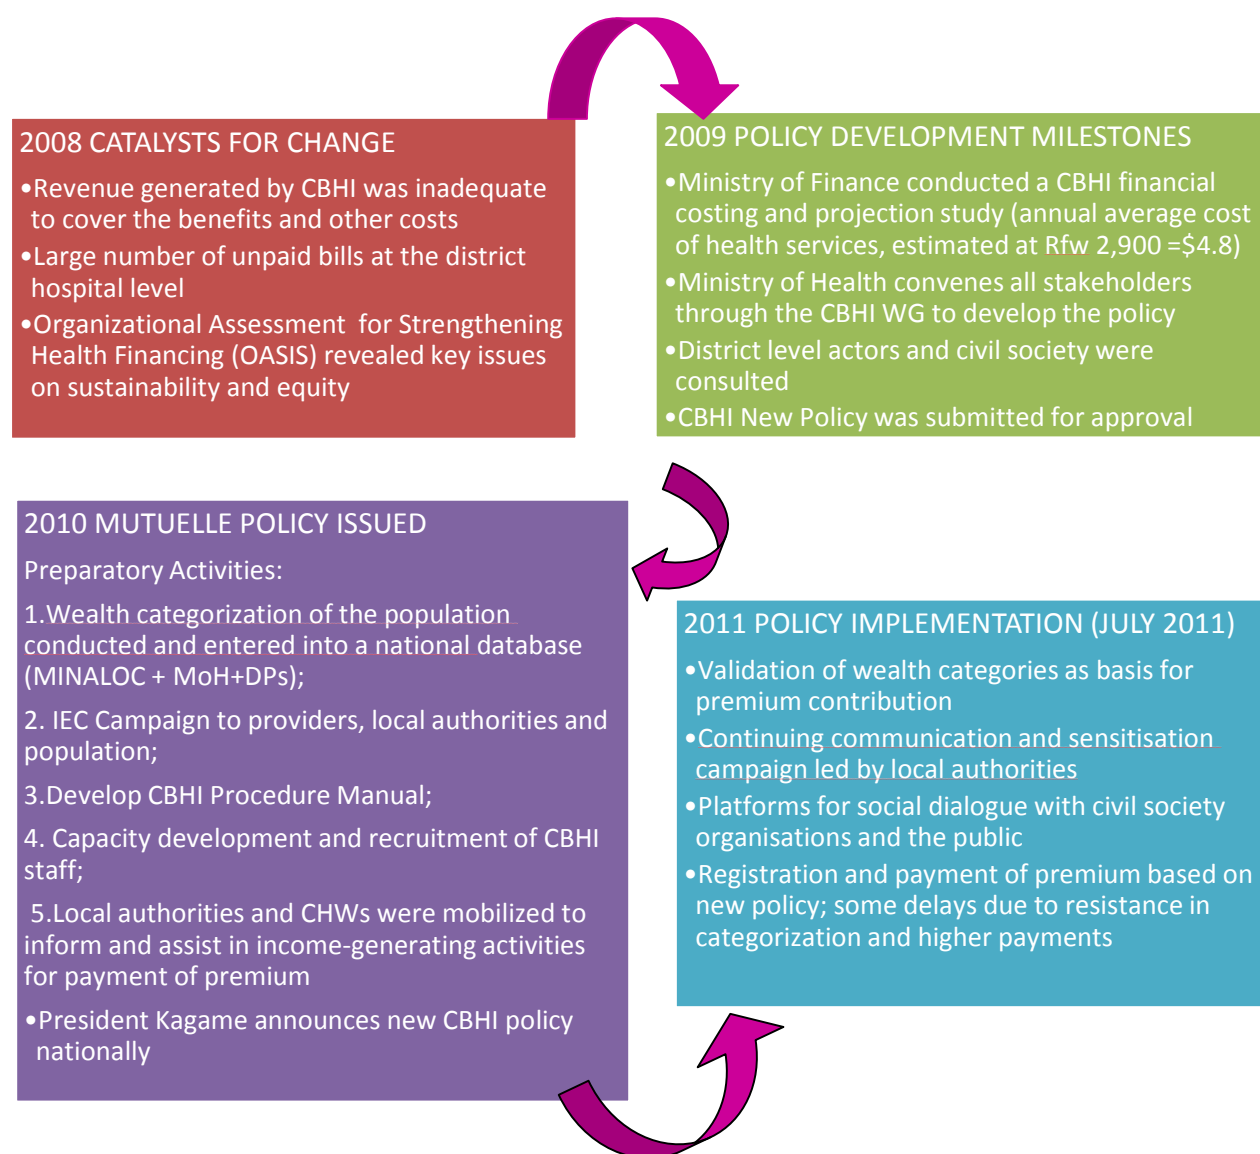 2008 CATALYSTS FOR CHANGE
•Revenue generated by CBHI was inadequate
to cover the benefits and other costs
•Large number of unpaid bills at the district
hospital level
•Organizational Assessment for Strengthening
Health Financing (OASIS) revealed key issues
on sustainability and equity
2009 POLICY DEVELOPMENT MILESTONES
•Ministry of Finance conducted a CBHI financial
costing and projection study (annual average cost
of health services, estimated at Rfw 2,900 =$4.8)
•Ministry of Health convenes all stakeholders
through the CBHI WG to develop the policy
•District level actors and civil society were
consulted
•CBHI New Policy was submitted for approval
2010 MUTUELLE POLICY ISSUED
Preparatory Activities:
1.Wealth categorization of the population
conducted and entered into a national database
(MINALOC + MoH+DPs);
2. IEC Campaign to providers, local authorities and
population;
3.Develop CBHI Procedure Manual;
4. Capacity development and recruitment of CBHI
staff;
5.Local authorities and CHWs were mobilized to
inform and assist in income-generating activities
for payment of premium
•President Kagame announces new CBHI policy
nationally
2011 POLICY IMPLEMENTATION (JULY 2011)
•Validation of wealth categories as basis for
premium contribution
•Continuing communication and sensitisation
campaign led by local authorities
•Platforms for social dialogue with civil society
organisations and the public
•Registration and payment of premium based on
new policy; some delays due to resistance in
categorization and higher payments